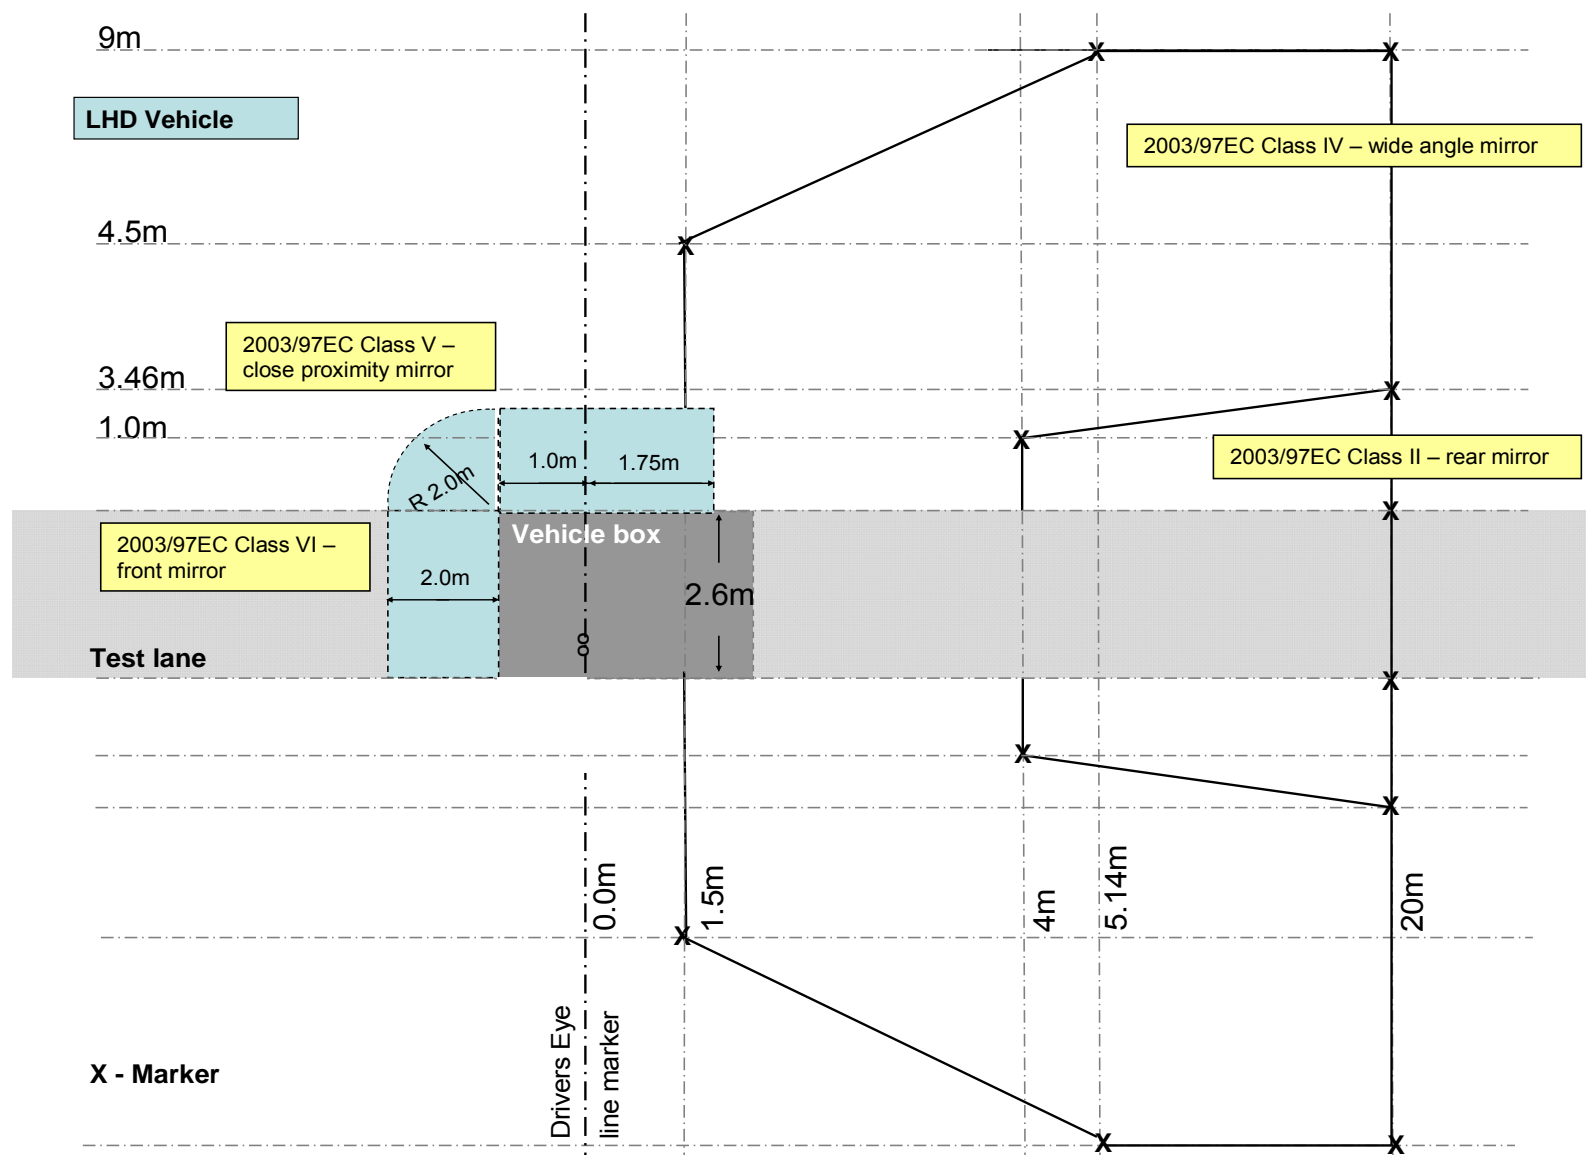 9m
LHD Vehicle
2003/97EC Class IV – wide angle mirror
4.5m
2003/97EC Class V –
close proximity mirror
3.46m
1.0m
1.0m
1.75m
2003/97EC Class II – rear mirror
R 2.0m
Vehicle box
2003/97EC Class VI –
front mirror
2.0m
2.6m
Test lane
0.0m
1.5m
4m
5.14m
20m
Drivers Eye
line marker
X - Marker